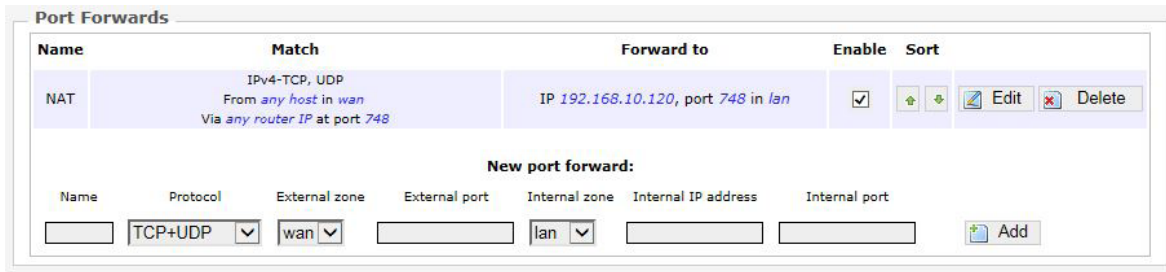 Port Forwards
Name Match Forward to Enable Sort
IPv4-TCP, UDP
NAT From any host in wan IP 192.168.10.120, port 748 in lan Edit Delete
Via any router IP at port 748
New port forward:
Name Protocol External zone External port Internal zone Internal IP address Internal port
TCP+UDP wan lan Add